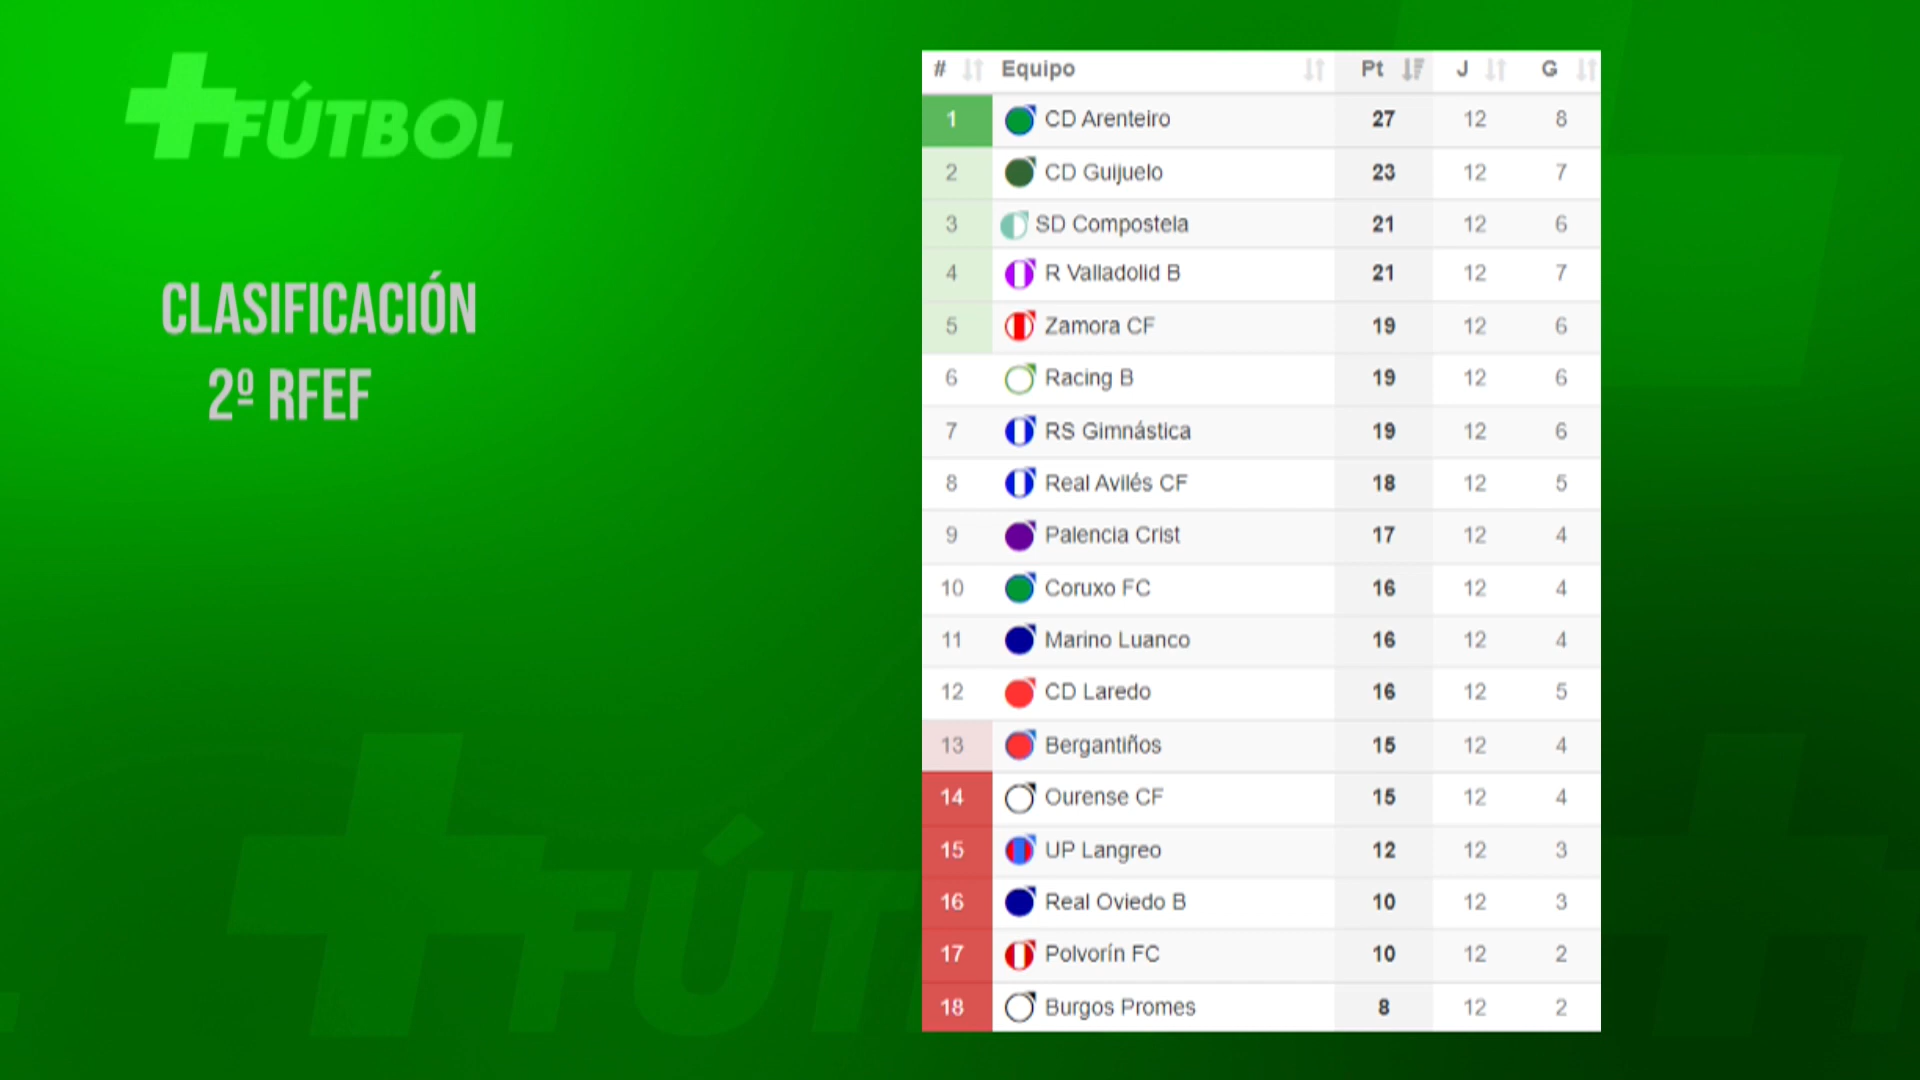 +FÚTBOL
CLASIFICACIÓN
2º RFEF
# Equipo Pt J G
1 CD Arenteiro 27 12 8
2 CD Guijuelo 23 12 7
3 SD Compostela 21 12 6
4 R Valladolid B 21 12 7
5 Zamora CF 19 12 6
6 Racing B 19 12 6
7 RS Gimnástica 19 12 6
8 Real Avilés CF 18 12 5
9 Palencia Crist 17 12 4
10 Coruxo FC 16 12 4
11 Marino Luanco 16 12 4
12 CD Laredo 16 12 5
13 Bergantiños 15 12 4
14 Ourense CF 15 12 4
15 UP Langreo 12 12 3
16 Real Oviedo B 10 12 3
17 Polvorín FC 10 12 2
18 Burgos Promes 8 12 2
+FÚT